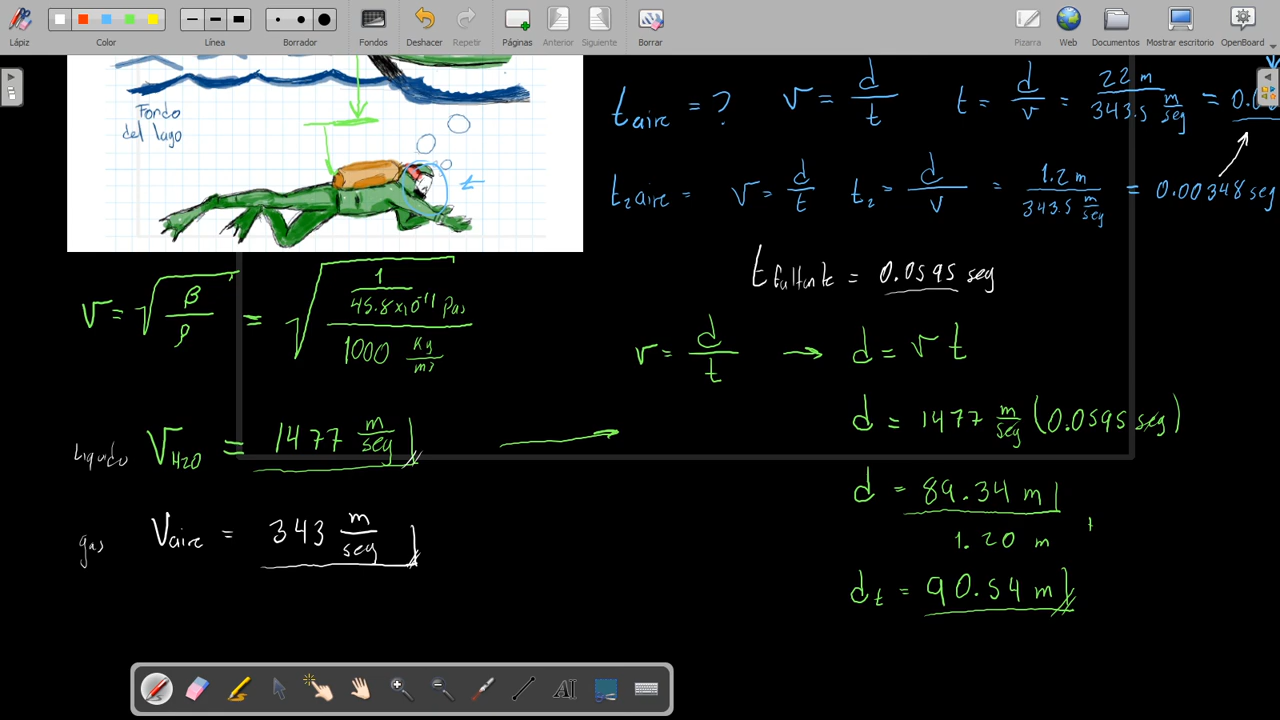 Lápiz Color Línea Borrador Fondos Deshacer Repetir Páginas Anterior Siguiente Borrar Pizarra Web Documentos Mostrar escritorio OpenBoard
Fondo
del lago
t aire = ? v = d/t t = d/v = 22 m / 343.5 m/seg = 0.0
t₂ aire = v = d/t t₂ = d/v = 1.2 m / 343.5 m/seg = 0.00348 seg
t faltante = 0.0595 seg
v = √(β/ρ) = √((1/45.8x10⁻¹¹ Pas)/(1000 Kg/m³))
v = d/t → d = v t
d = 1477 m/seg (0.0595 seg)
Liquido V H2O = 1477 m/seg
d = 89.34 m
+
1.20 m
gas Vaire = 343 m/seg
dt = 90.54 m
AI